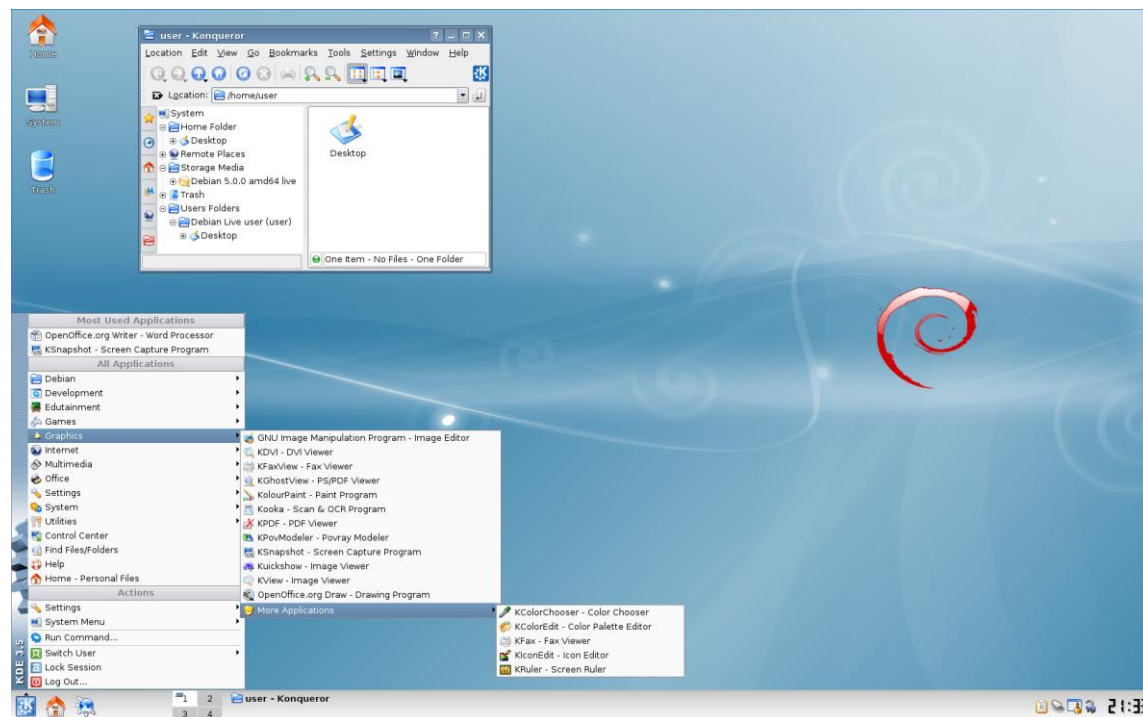 Home
System
Trash
user - Konqueror
Location Edit View Go Bookmarks Tools Settings Window Help
Location: /home/user
System
Home Folder
Desktop
Remote Places
Storage Media
Debian 5.0.0 amd64 live
Trash
Users Folders
Debian Live user (user)
Desktop
Desktop
One Item - No Files - One Folder
Most Used Applications
OpenOffice.org Writer - Word Processor
KSnapshot - Screen Capture Program
All Applications
Debian
Development
Edutainment
Games
Graphics
Internet
Multimedia
Office
Settings
System
Utilities
Control Center
Find Files/Folders
Help
Home - Personal Files
Actions
Settings
System Menu
Run Command...
Switch User
Lock Session
Log Out...
KDE 3.5
GNU Image Manipulation Program - Image Editor
KDVI - DVI Viewer
KFaxView - Fax Viewer
KGhostView - PS/PDF Viewer
KolourPaint - Paint Program
Kooka - Scan & OCR Program
KPDF - PDF Viewer
KPovModeler - Povray Modeler
KSnapshot - Screen Capture Program
Kuickshow - Image Viewer
KView - Image Viewer
OpenOffice.org Draw - Drawing Program
More Applications
KColorChooser - Color Chooser
KColorEdit - Color Palette Editor
KFax - Fax Viewer
KIconEdit - Icon Editor
KRuler - Screen Ruler
1 2
3 4
user - Konqueror